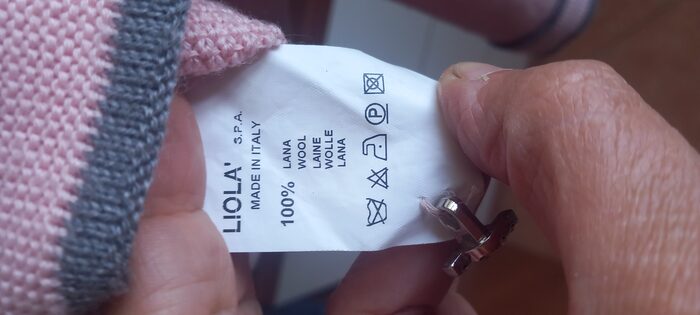 LIOLA'
S.P.A.
MADE IN ITALY
100%
LANA
WOOL
LAINE
WOLLE
LANA
P